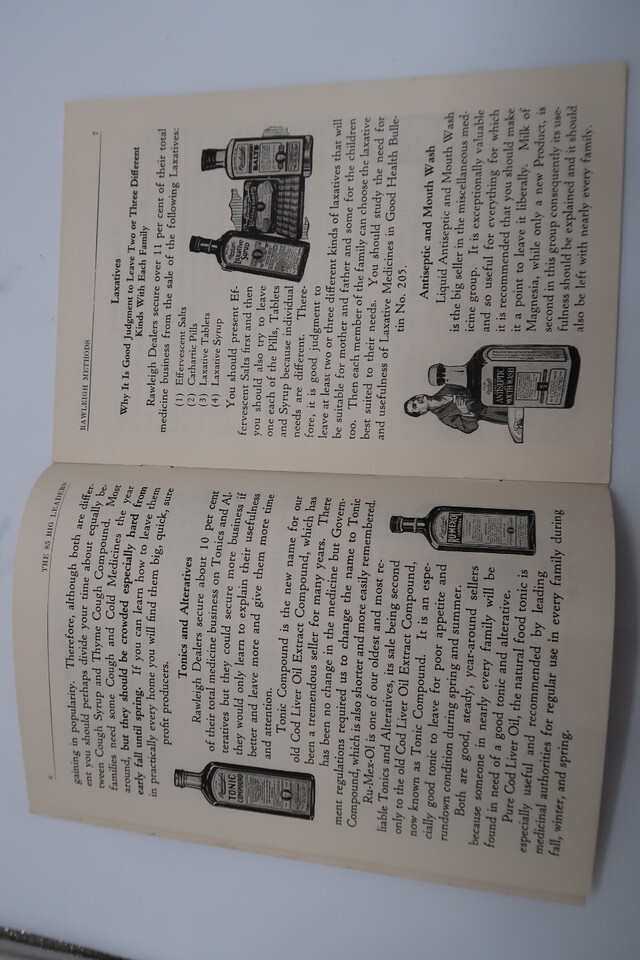 6
THE 85 BIG LEADERS
gaining in popularity. Therefore, although both are differ-
ent you should perhaps divide your time about equally be-
tween Cough Syrup and Thymer Cough Compound. Most
families need some Cough and Cold Medicines the year
around, but they should be crowded especially hard from
early fall until spring. If you can learn how to leave them
in practically every home you will find them big, quick, sure
profit producers.
Tonics and Alteratives
Rawleigh Dealers secure about 10 per cent
of their total medicine business on Tonics and Al-
teratives but they could secure more business if
they would only learn to explain their usefulness
better and leave more and give them more time
and attention.
Tonic Compound is the new name for our
old Cod Liver Oil Extract Compound, which has
been a tremendous seller for many years. There
has been no change in the medicine but Govern-
ment regulations required us to change the name to Tonic
Compound, which is also shorter and more easily remembered.
Ru-Mex-Ol is one of our oldest and most re-
liable Tonics and Alteratives, its sale being second
only to the old Cod Liver Oil Extract Compound,
now known as Tonic Compound. It is an espe-
cially good tonic to leave for poor appetite and
rundown condition during spring and summer.
Both are good, steady, year-around sellers
because someone in nearly every family will be
found in need of a good tonic and alterative.
Pure Cod Liver Oil, the natural food tonic is
especially useful and recommended by leading
medicinal authorities for regular use in every family during
fall, winter, and spring.
TONIC
COMPOUND
RUMEXOL
RAWLEIGH METHODS
7
Laxatives
Why It Is Good Judgment to Leave Two or Three Different
Kinds With Each Family
Rawleigh Dealers secure over 11 per cent of their total
medicine business from the sale of the following Laxatives:
(1) Effervescent Salts
(2) Cathartic Pills
(3) Laxative Tablets
(4) Laxative Syrup
You should present Ef-
fervescent Salts first and then
you should also try to leave
one each of the Pills, Tablets
and Syrup because individual
needs are different. There-
fore, it is good judgment to
leave at least two or three different kinds of laxatives that will
be suitable for mother and father and some for the children
too. Then each member of the family can choose the laxative
best suited to their needs. You should study the need for
and usefulness of Laxative Medicines in Good Health Bulle-
tin No. 205.
LAXATIVE
SYRUP
SALTS
Antiseptic and Mouth Wash
Liquid Antiseptic and Mouth Wash
is the big seller in the miscellaneous med-
icine group. It is exceptionally valuable
and so useful for everything for which
it is recommended that you should make
it a point to leave it liberally. Milk of
Magnesia, while only a new Product, is
second in this group consequently its use-
fulness should be explained and it should
also be left with nearly every family.
ANTISEPTIC
MOUTH WASH